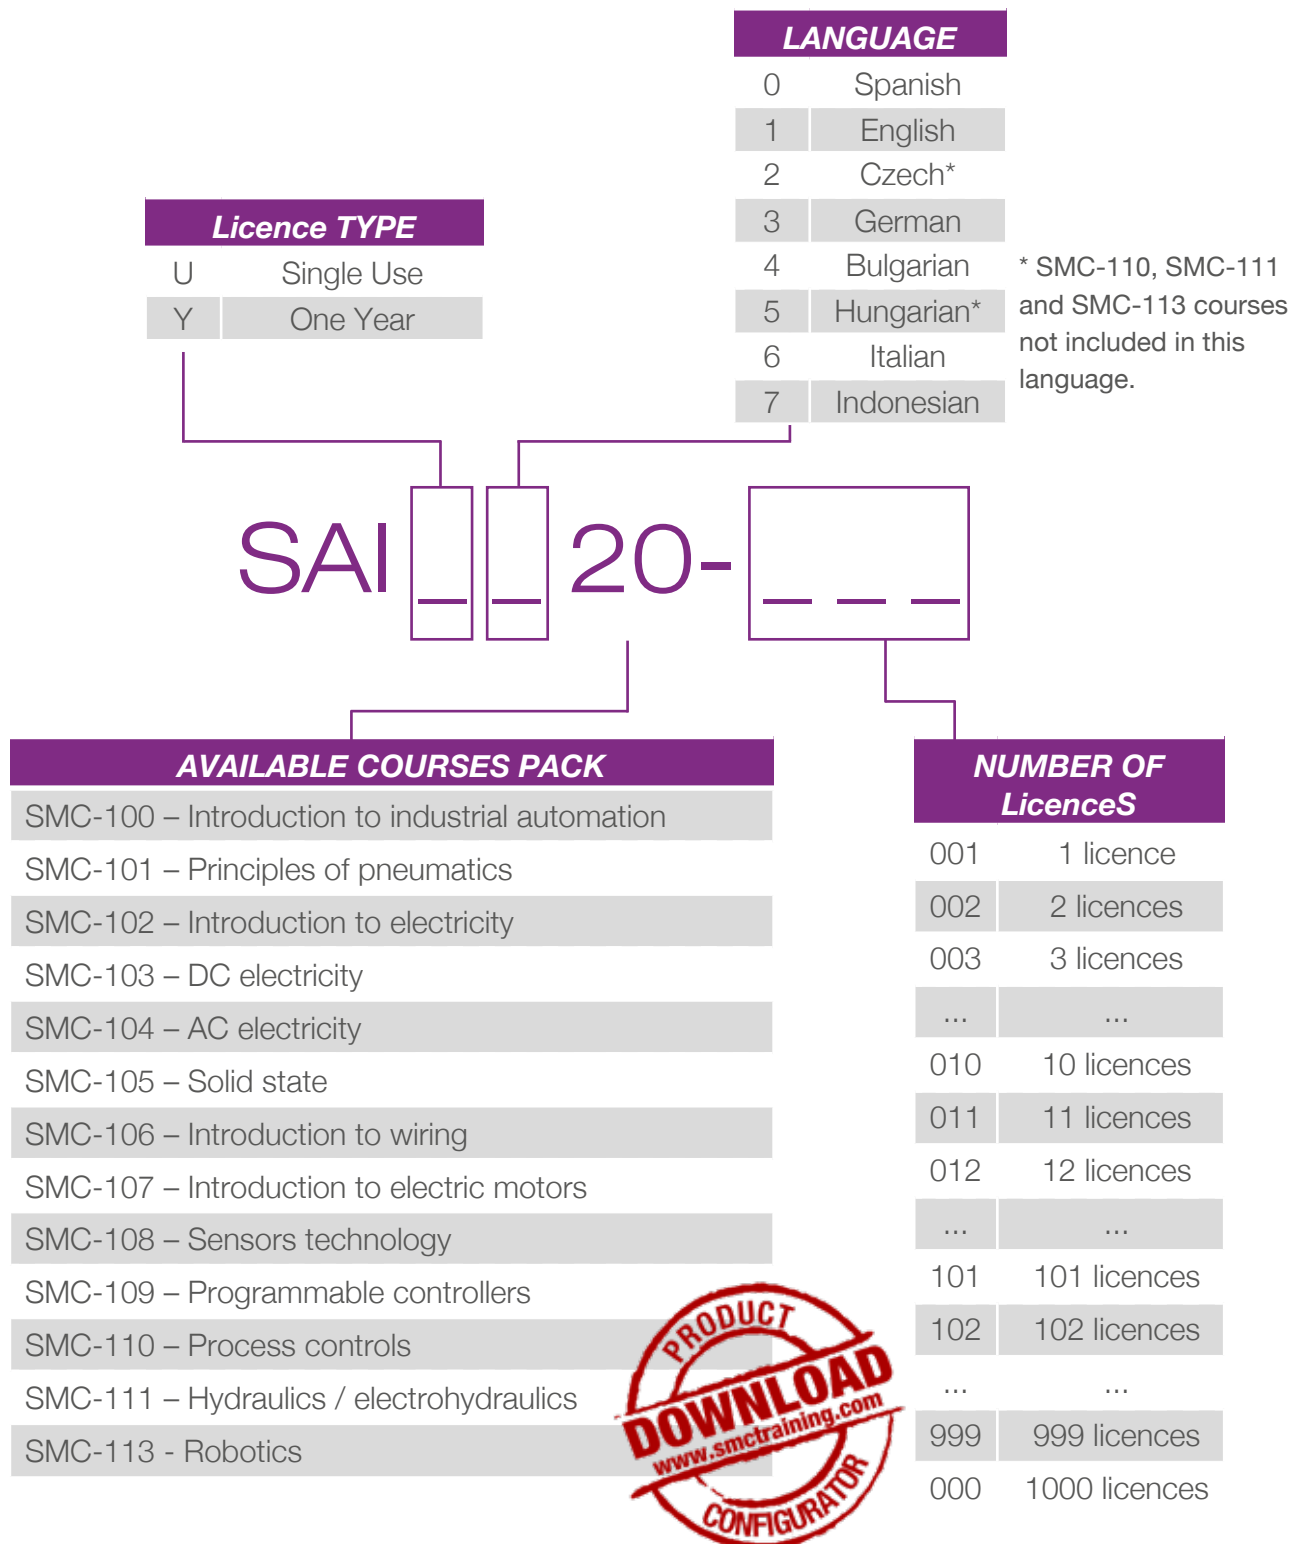 LANGUAGE
0 Spanish
1 English
2 Czech*
3 German
4 Bulgarian
5 Hungarian*
6 Italian
7 Indonesian
* SMC-110, SMC-111
and SMC-113 courses
not included in this
language.
Licence TYPE
U Single Use
Y One Year
SAI _ _ 20- _ _ _
AVAILABLE COURSES PACK
SMC-100 – Introduction to industrial automation
SMC-101 – Principles of pneumatics
SMC-102 – Introduction to electricity
SMC-103 – DC electricity
SMC-104 – AC electricity
SMC-105 – Solid state
SMC-106 – Introduction to wiring
SMC-107 – Introduction to electric motors
SMC-108 – Sensors technology
SMC-109 – Programmable controllers
SMC-110 – Process controls
SMC-111 – Hydraulics / electrohydraulics
SMC-113 - Robotics
NUMBER OF
LicenceS
001 1 licence
002 2 licences
003 3 licences
... ...
010 10 licences
011 11 licences
012 12 licences
... ...
101 101 licences
102 102 licences
... ...
999 999 licences
000 1000 licences
PRODUCT
DOWNLOAD
www.smctraining.com
CONFIGURATOR